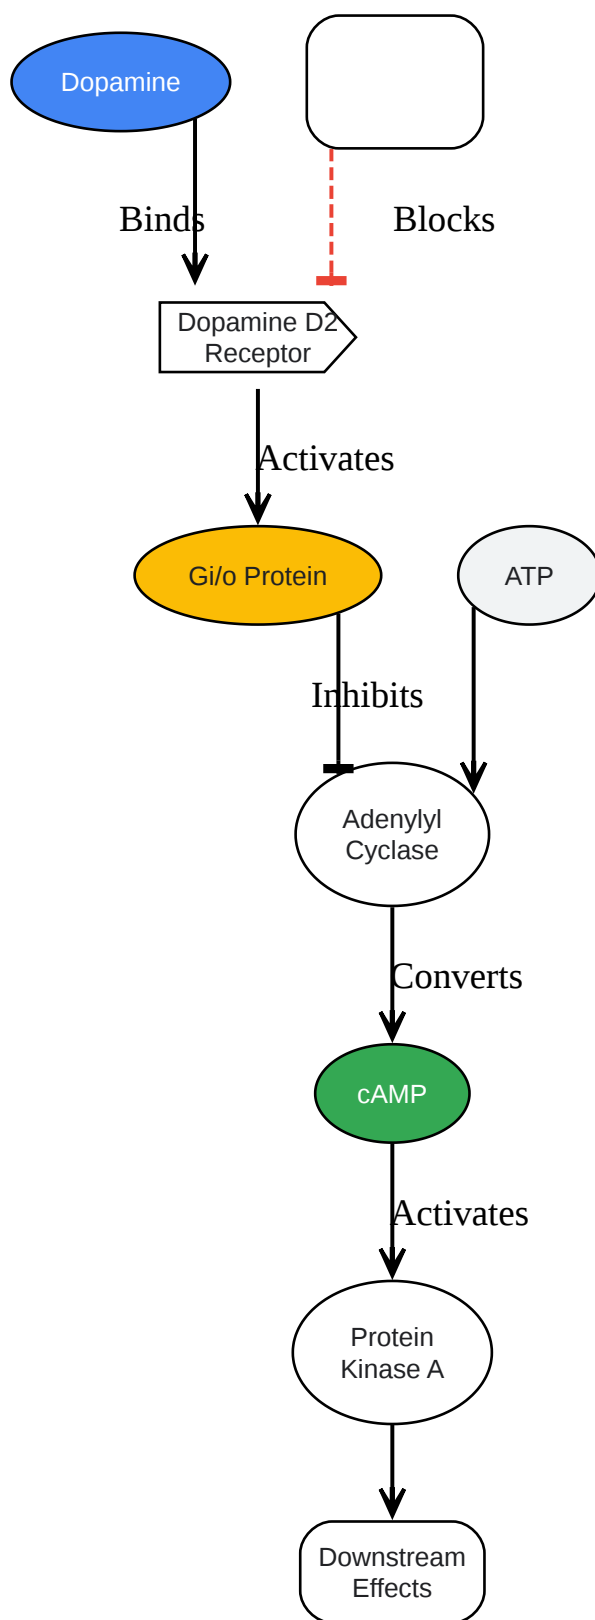 Dopamine
Binds
Blocks
Dopamine D2
Receptor
Activates
Gi/o Protein
ATP
Inhibits
Adenylyl
Cyclase
Converts
cAMP
Activates
Protein
Kinase A
Downstream
Effects